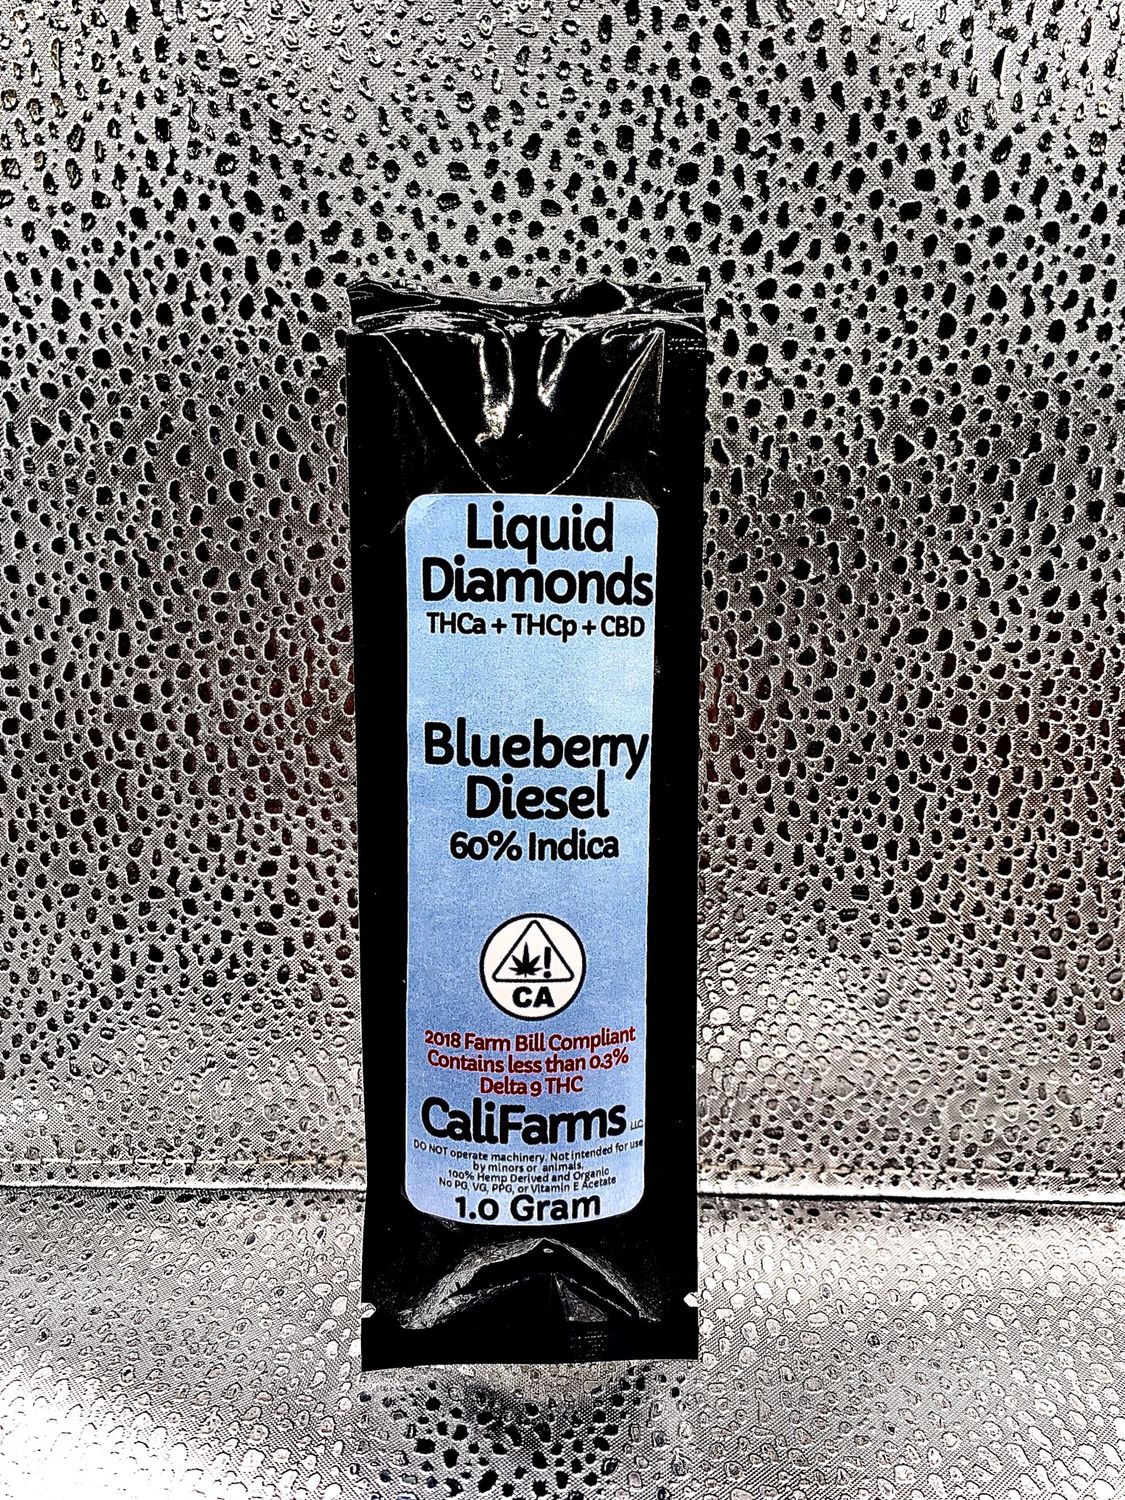 Liquid
Diamonds
THCa + THCp + CBD
Blueberry
Diesel
60% Indica
!
CA
2018 Farm Bill Compliant
Contains less than 0.3%
Delta 9 THC
CaliFarms LLC
DO NOT operate machinery. Not intended for use
by minors or animals.
100% Hemp Derived and Organic
No PG, VG, PPG, or Vitamin E Acetate
1.0 Gram